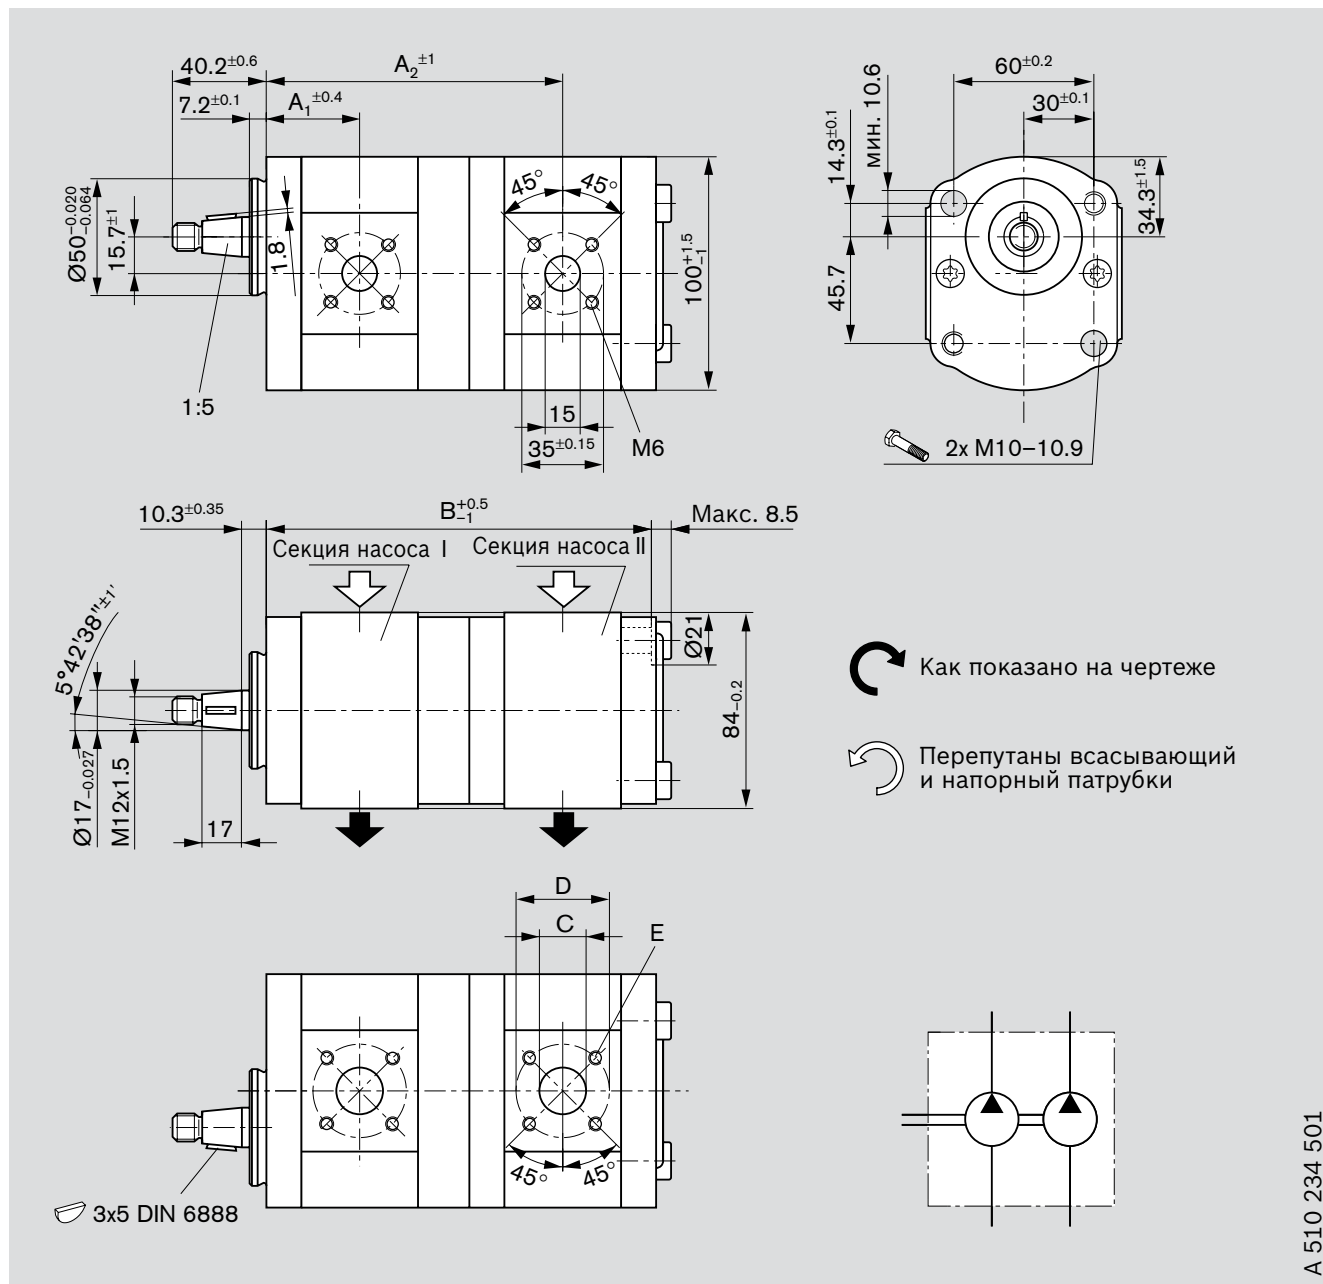 40.2±0.6
A₂±1
7.2±0.1
A₁±0.4
Ø50−0.020 −0.064
15.7±1
1.8
45°
45°
100+1.5 −1
1:5
15
35±0.15
M6
60±0.2
30±0.1
мин. 10.6
14.3±0.1
34.3±1.5
45.7
2x M10–10.9
10.3±0.35
B+0.5 −1
Макс. 8.5
Секция насоса I
Секция насоса II
5°42'38"±1'
Ø21
84−0.2
Ø17−0.027
M12x1.5
17
Как показано на чертеже
Перепутаны всасывающий
и напорный патрубки
D
C
E
45°
45°
3x5 DIN 6888
A 510 234 501